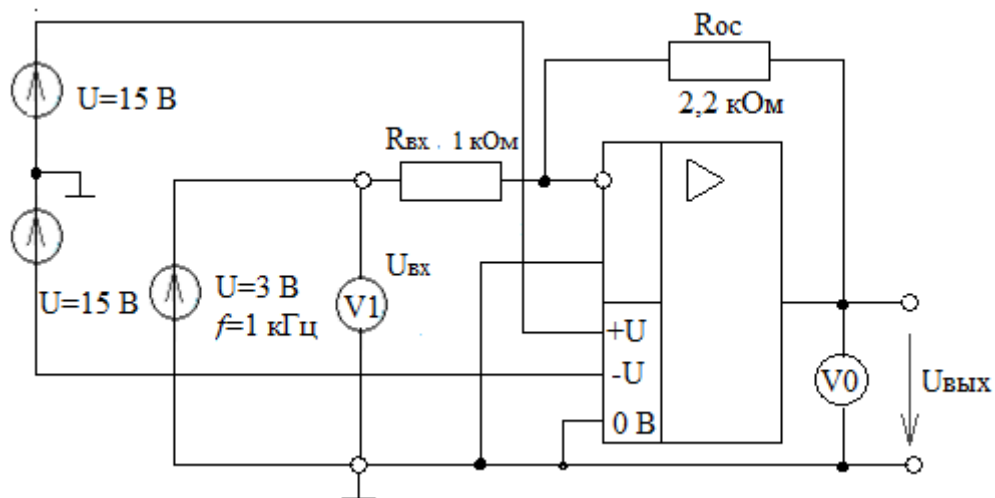 Rос
U=15 В
2,2 кОм
Rвх . 1 кОм
Uвх
U=15 В
U=3 В
f=1 кГц
V1
+U
-U
0 В
V0
Uвых